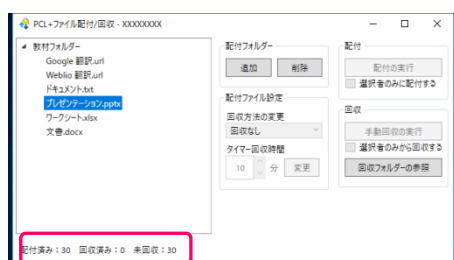 PCL+ファイル配付/回収 - XXXXXXXX
教材フォルダー
Google 翻訳.url
Weblio 翻訳.url
ドキュメント.txt
プレゼンテーション.pptx
ワークシート.xlsx
文書.docx
配付フォルダー
追加 削除
配付ファイル設定
回収方法の変更
回収なし
タイマー回収時間
10 分 変更
配付
配付の実行
選択者のみに配付する
回収
手動回収の実行
選択者のみから回収する
回収フォルダーの参照
配付済み：30 回収済み：0 未回収：30